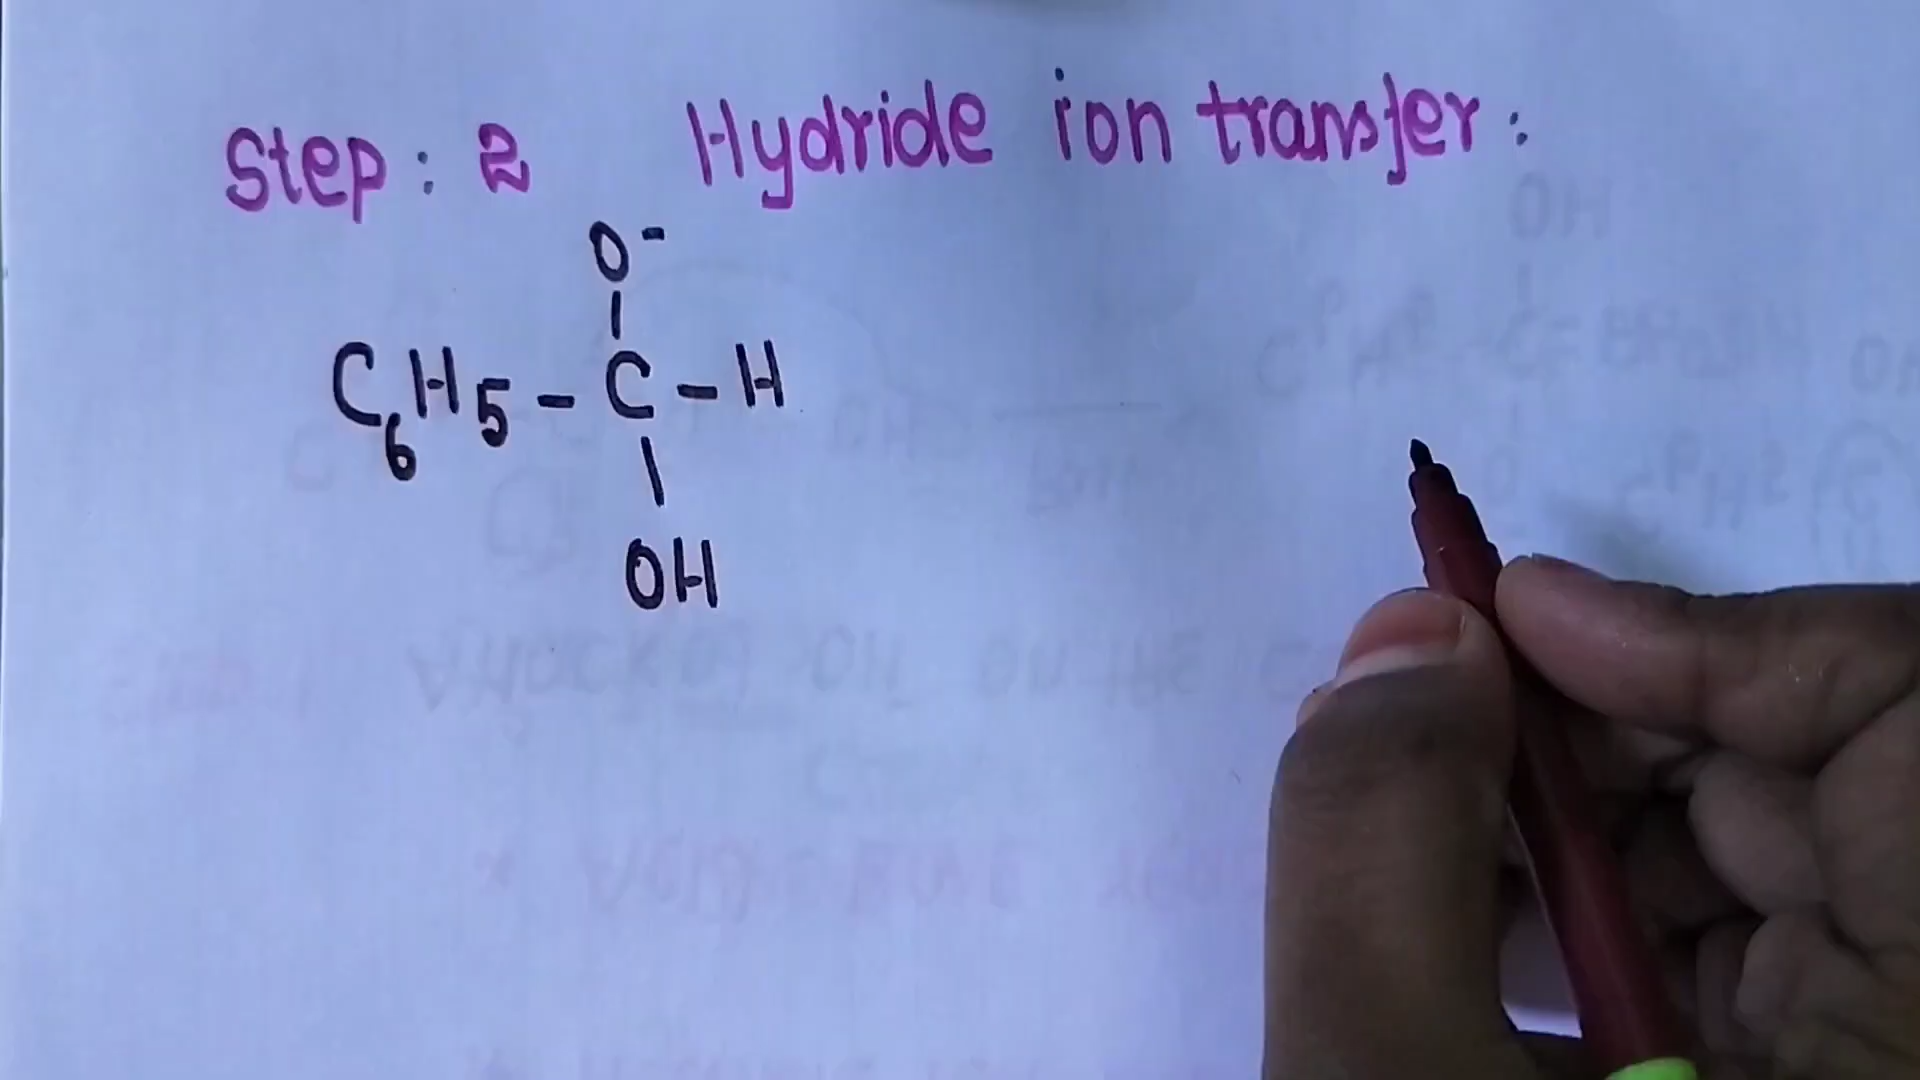 Step: 2 Hydride ion transfer:
O-
C6H5-C-H
OH